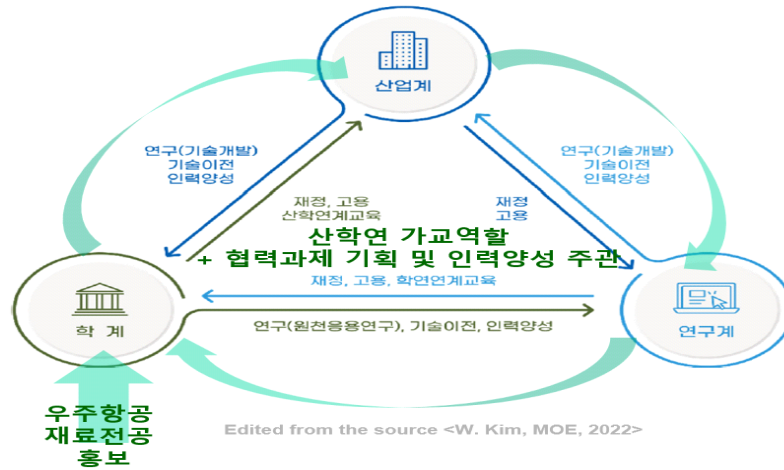 산업계
연구(기술개발)
기술이전
인력양성
연구(기술개발)
기술이전
인력양성
재정, 고용
산학연계교육
재정
고용
산학연 가교역할
+ 협력과제 기획 및 인력양성 주관
재정, 고용, 학연연계교육
학 계
연구계
연구(원천응용연구), 기술이전, 인력양성
우주항공
재료전공
홍보
Edited from the source <W. Kim, MOE, 2022>